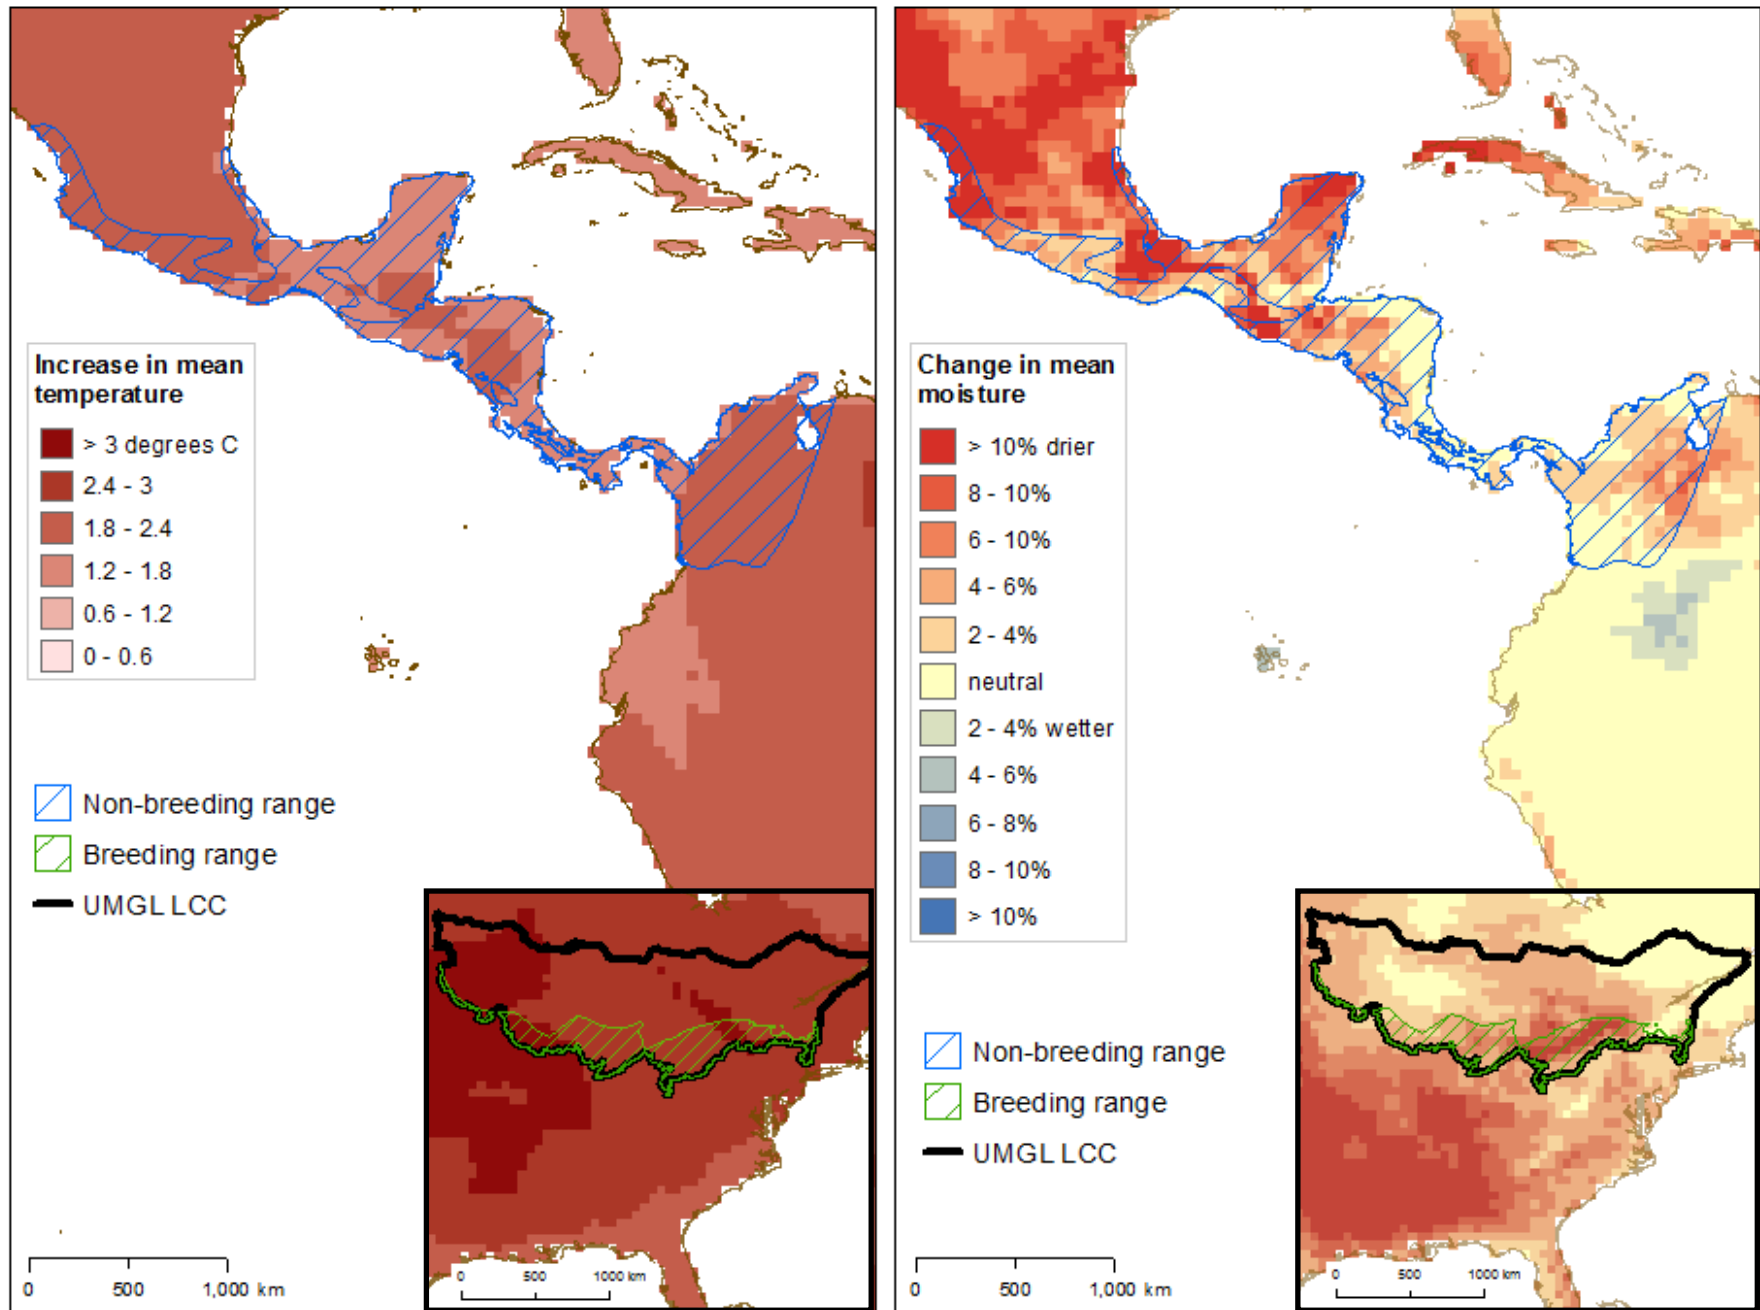 Increase in mean
temperature
> 3 degrees C
2.4 - 3
1.8 - 2.4
1.2 - 1.8
0.6 - 1.2
0 - 0.6
Non-breeding range
Breeding range
UMGL LCC
0 500 1,000 km
0 500 1000 km
Change in mean
moisture
> 10% drier
8 - 10%
6 - 10%
4 - 6%
2 - 4%
neutral
2 - 4% wetter
4 - 6%
6 - 8%
8 - 10%
> 10%
Non-breeding range
Breeding range
UMGL LCC
0 500 1,000 km
0 500 1000 km